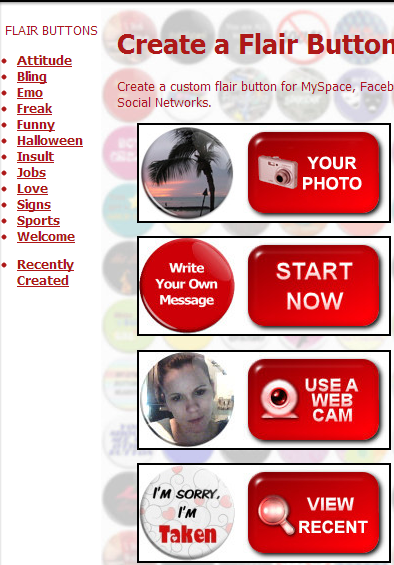 FLAIR BUTTONS
Attitude
Bling
Emo
Freak
Funny
Halloween
Insult
Jobs
Love
Signs
Sports
Welcome
Recently
Created
Create a Flair Button
Create a custom flair button for MySpace, Faceb
Social Networks.
YOUR
PHOTO
Write
Your Own
Message
START
NOW
USE A
WEB
CAM
I'M SORRY,
I'M
Taken
VIEW
RECENT